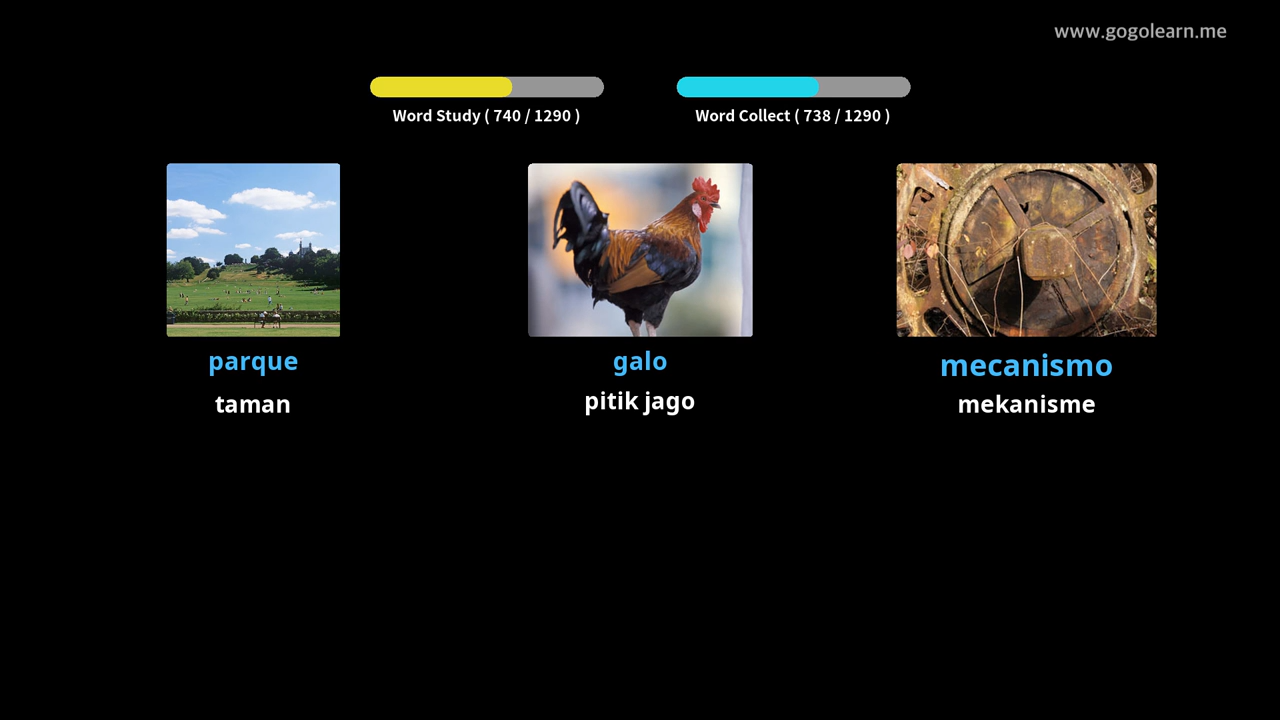 www.gogolearn.me
Word Study ( 740 / 1290 )
Word Collect ( 738 / 1290 )
parque
taman
galo
pitik jago
mecanismo
mekanisme